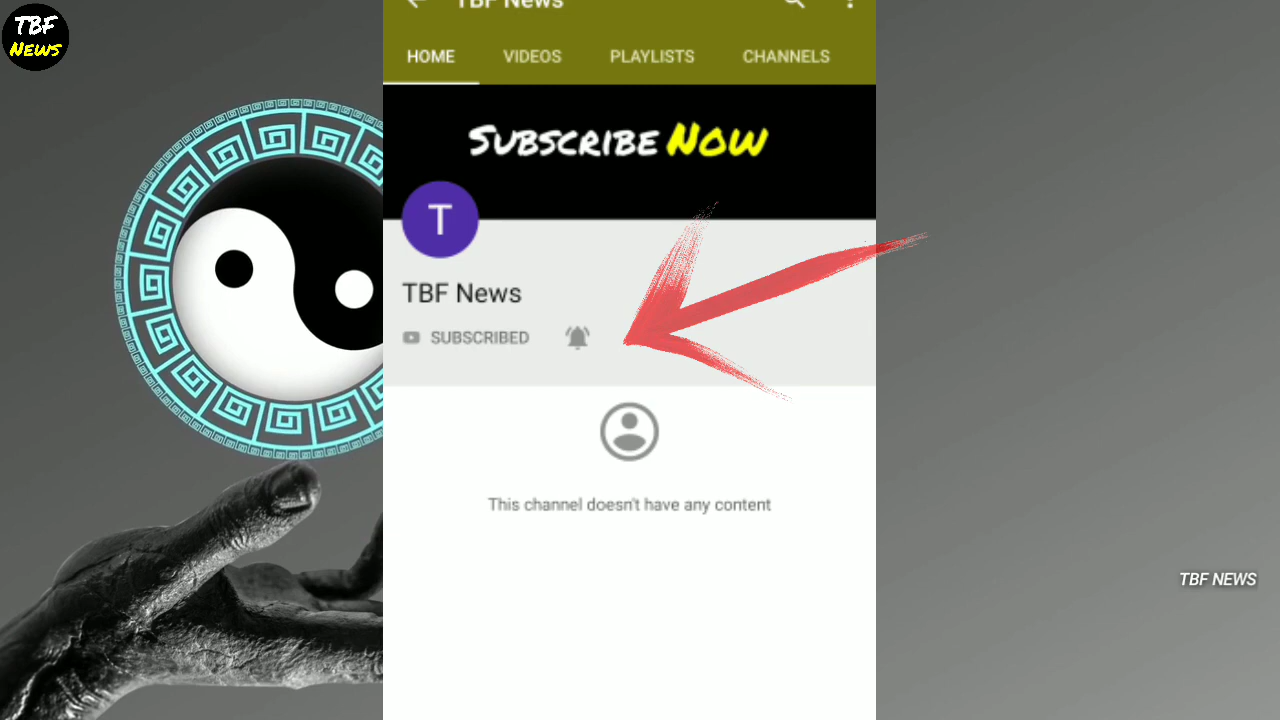 TBF
News
TBF News
HOME VIDEOS PLAYLISTS CHANNELS
SUBSCRIBE NOW
T
TBF News
SUBSCRIBED
This channel doesn't have any content
TBF NEWS